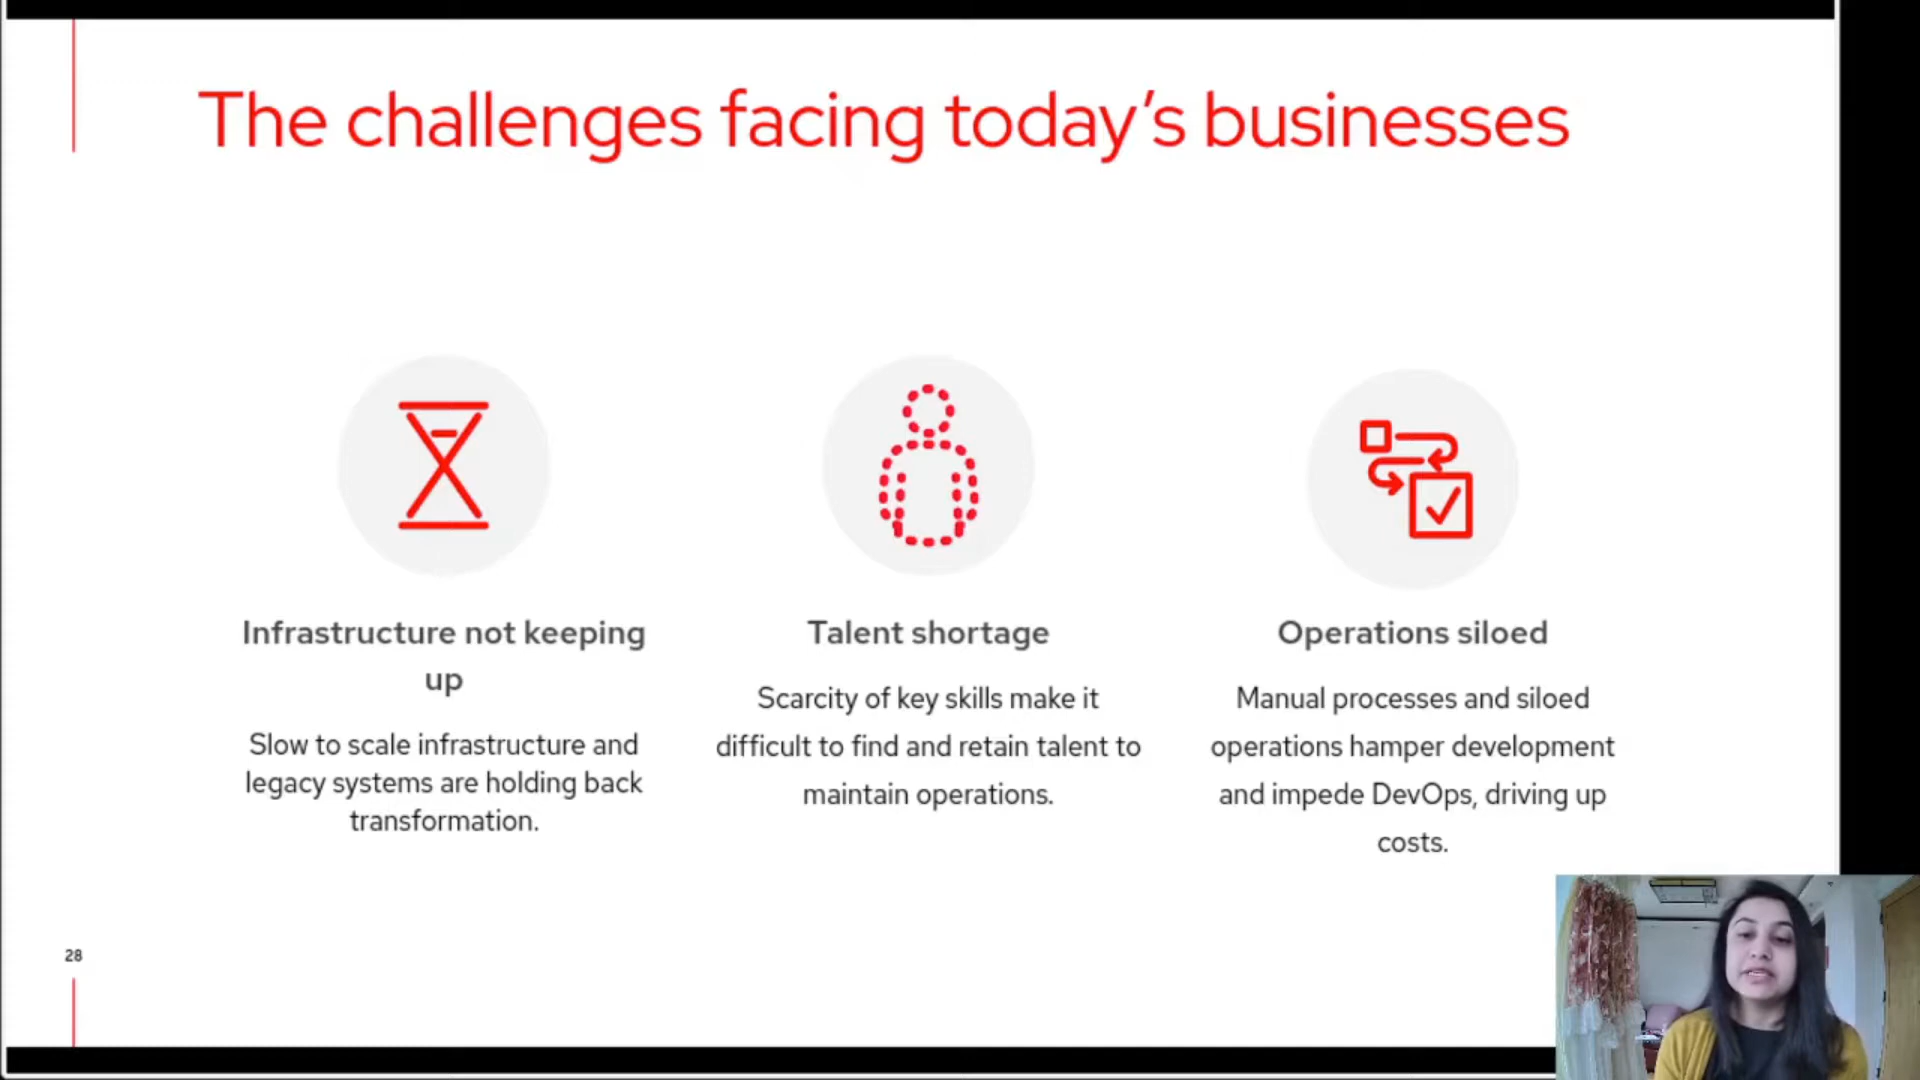 The challenges facing today’s businesses
Infrastructure not keeping
up
Slow to scale infrastructure and
legacy systems are holding back
transformation.
Talent shortage
Scarcity of key skills make it
difficult to find and retain talent to
maintain operations.
Operations siloed
Manual processes and siloed
operations hamper development
and impede DevOps, driving up
costs.
28